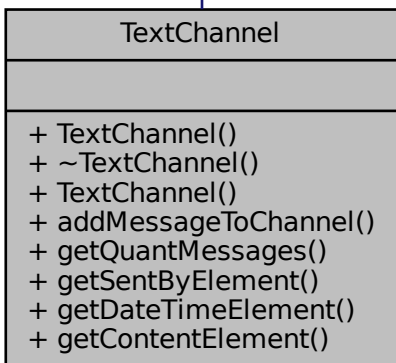 TextChannel
+ TextChannel()
+ ~TextChannel()
+ TextChannel()
+ addMessageToChannel()
+ getQuantMessages()
+ getSentByElement()
+ getDateTimeElement()
+ getContentElement()